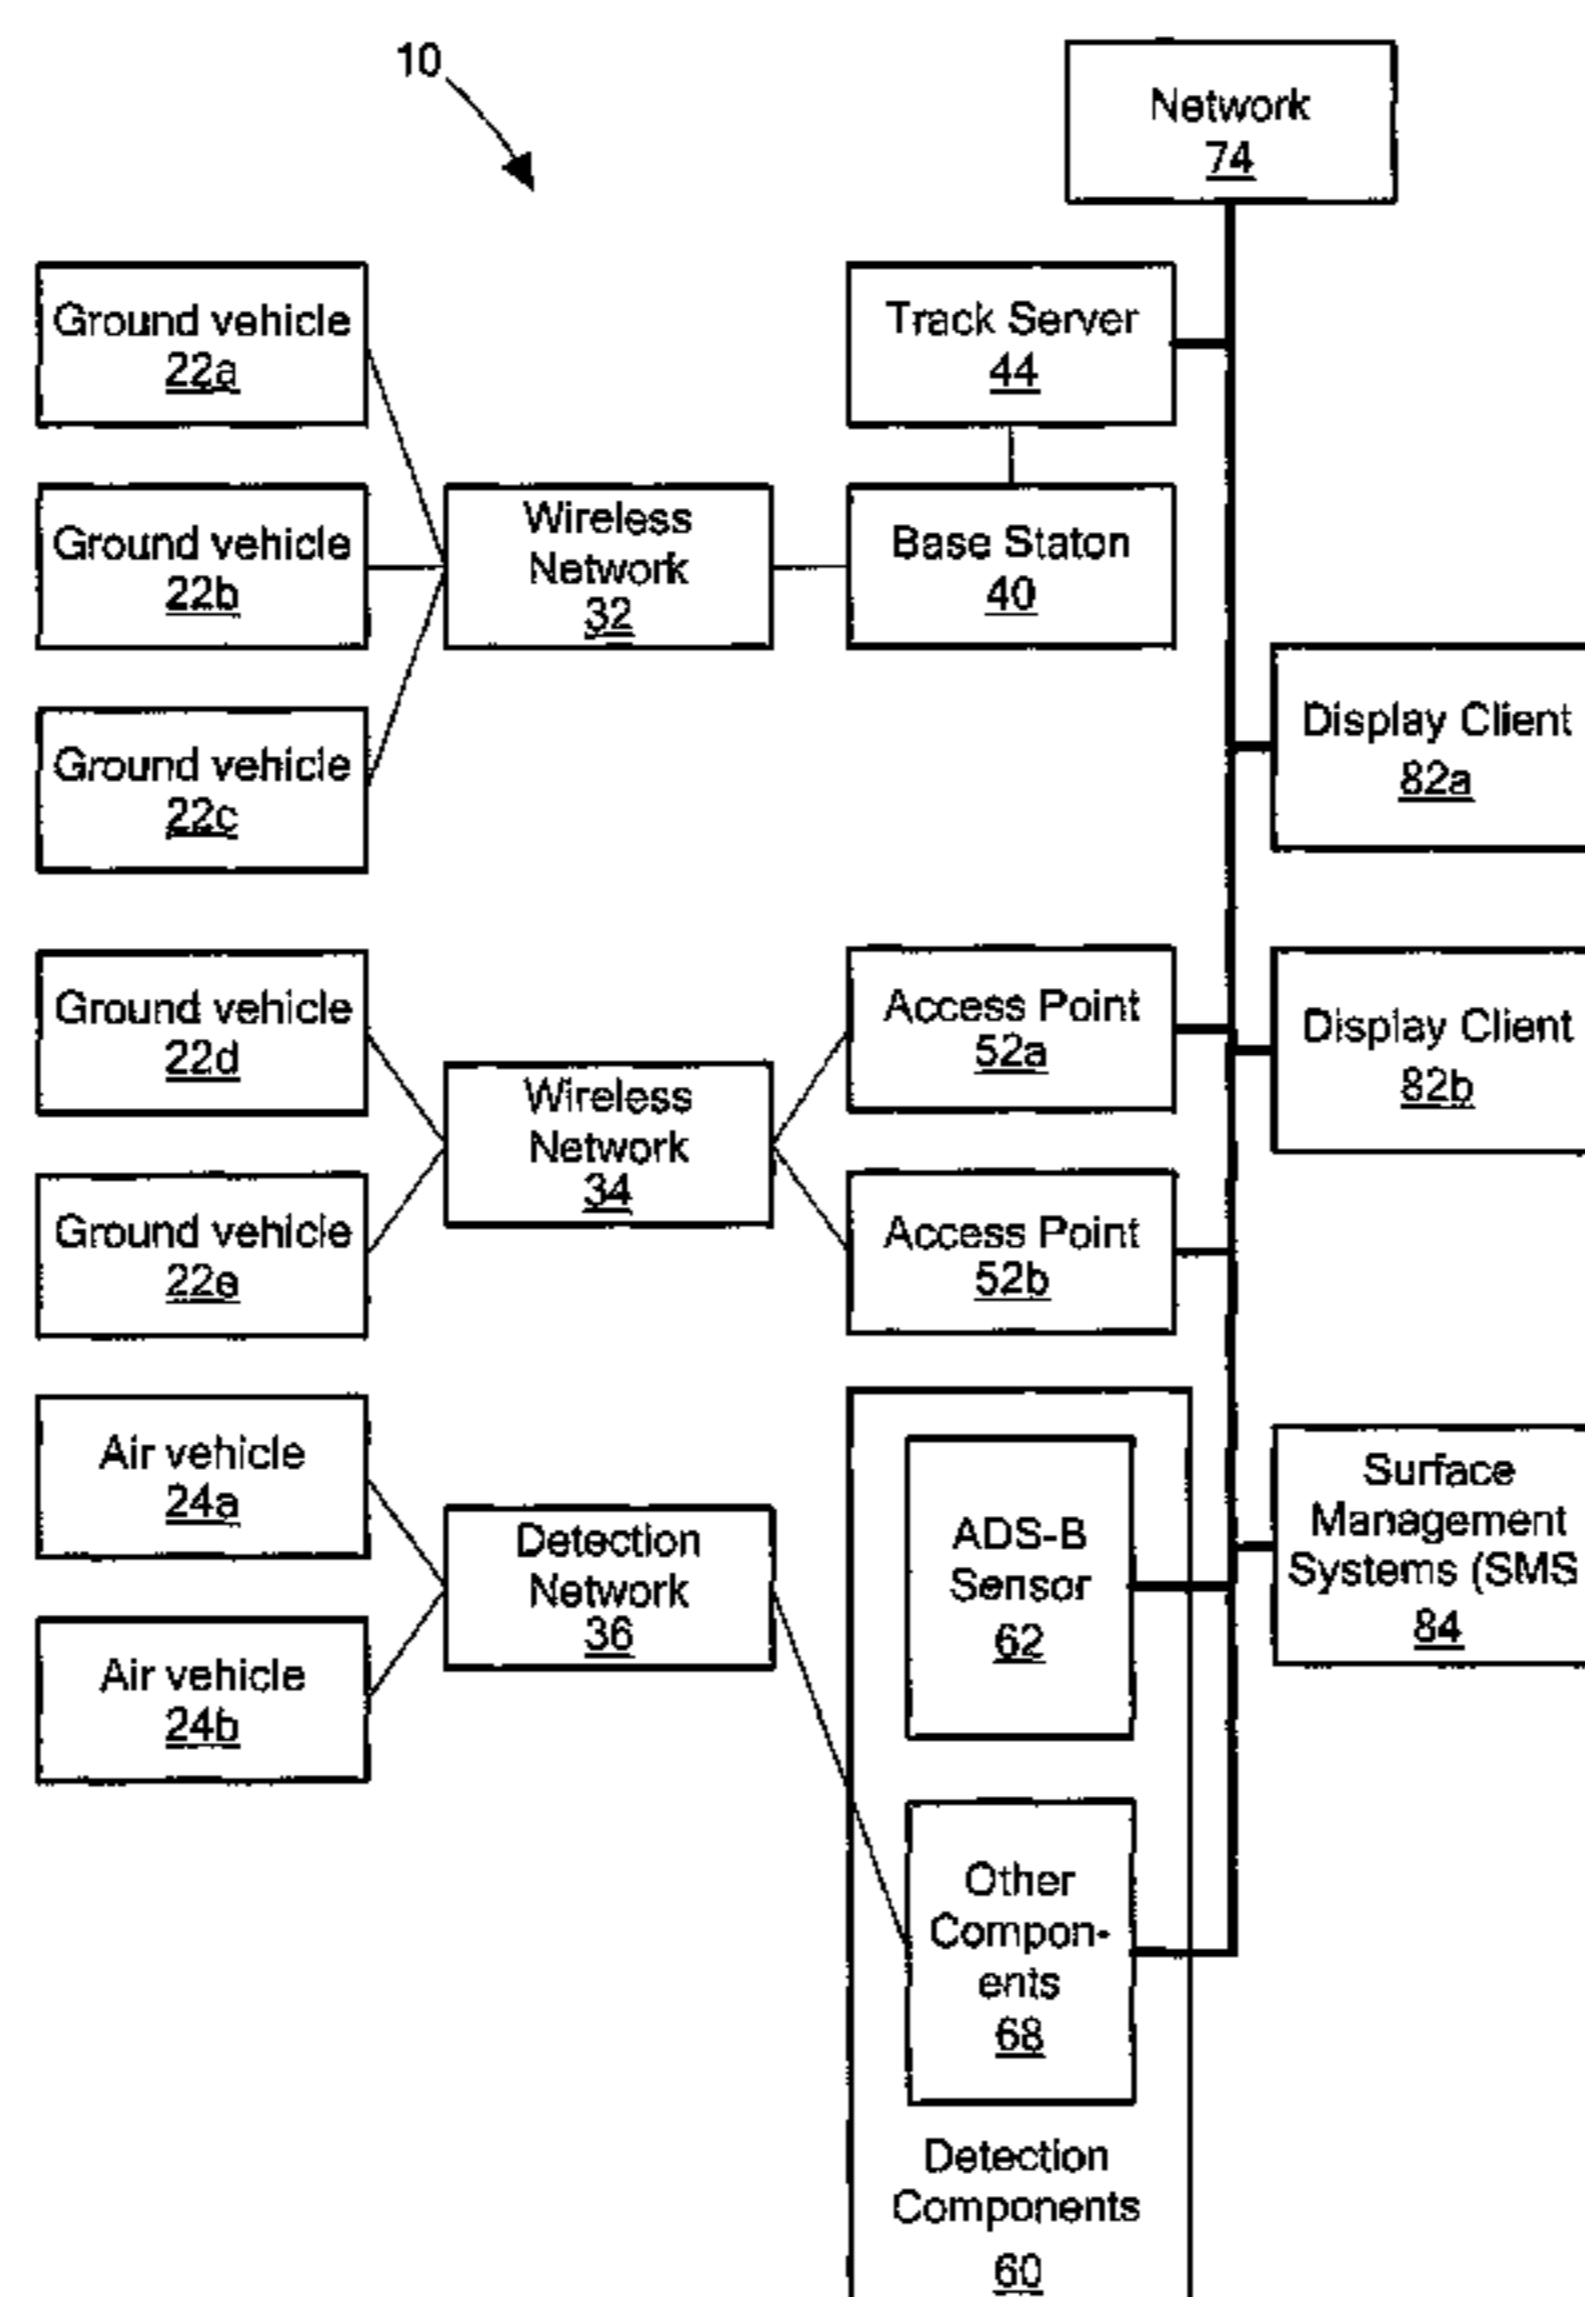 10
Network
74
Ground vehicle
22a
Track Server
44
Ground vehicle
22b
Wireless
Network
32
Base Staton
40
Ground vehicle
22c
Display Client
82a
Ground vehicle
22d
Wireless
Network
34
Access Point
52a
Display Client
82b
Ground vehicle
22e
Access Point
52b
Air vehicle
24a
Detection
Network
36
ADS-B
Sensor
62
Surface
Management
Systems (SMS
84
Air vehicle
24b
Other
Compon-
ents
68
Detection
Components
60